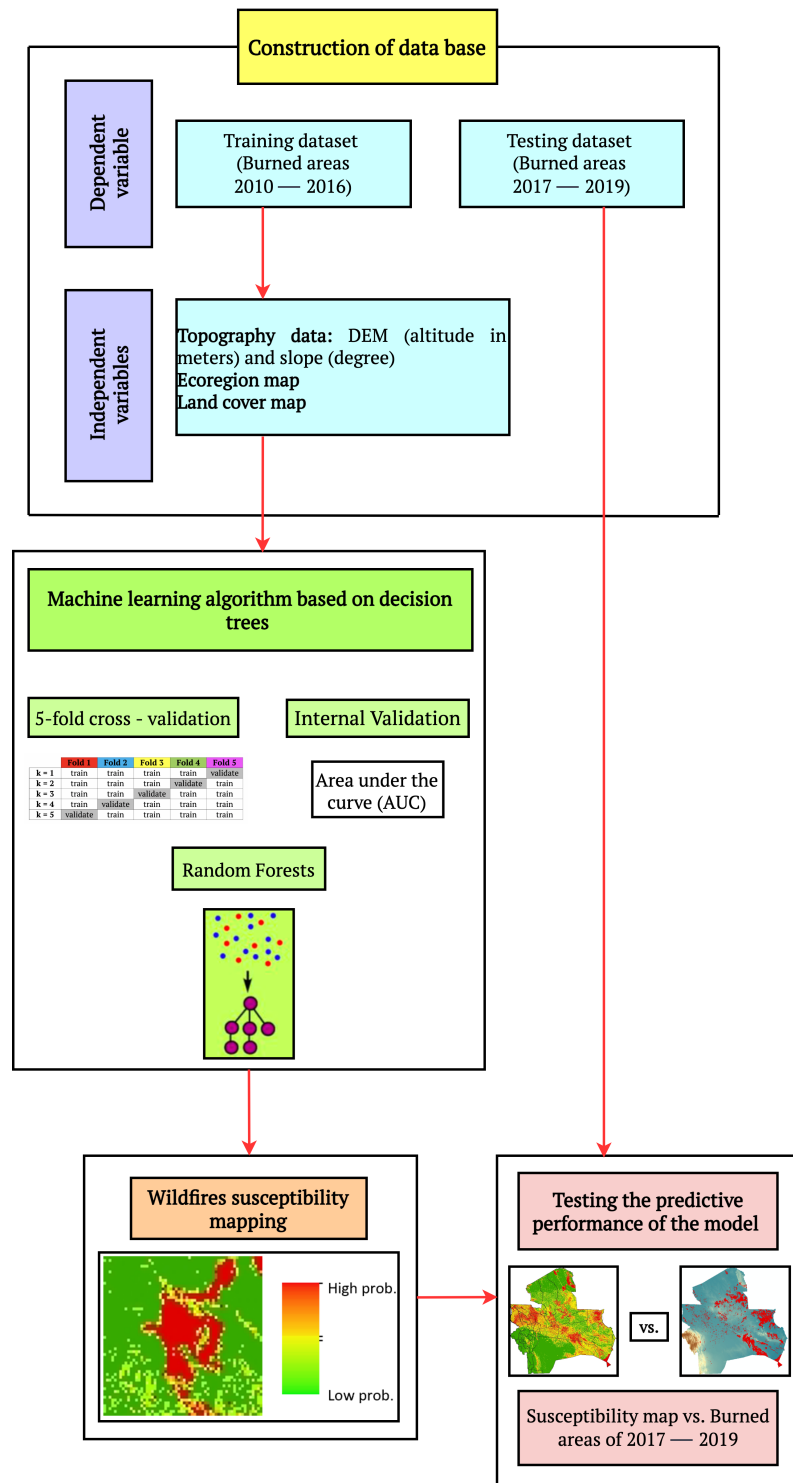 Construction of data base
Dependent
variable
Training dataset
(Burned areas
2010 — 2016)
Testing dataset
(Burned areas
2017 — 2019)
Independent
variables
Topography data: DEM (altitude in
meters) and slope (degree)
Ecoregion map
Land cover map
Machine learning algorithm based on decision
trees
5-fold cross - validation
Internal Validation
Fold 1 Fold 2 Fold 3 Fold 4 Fold 5
k = 1 train train train train validate
k = 2 train train train validate train
k = 3 train train validate train train
k = 4 train validate train train train
k = 5 validate train train train train
Area under the
curve (AUC)
Random Forests
Wildfires susceptibility
mapping
High prob.
Low prob.
Testing the predictive
performance of the model
vs.
Susceptibility map vs. Burned
areas of 2017 — 2019